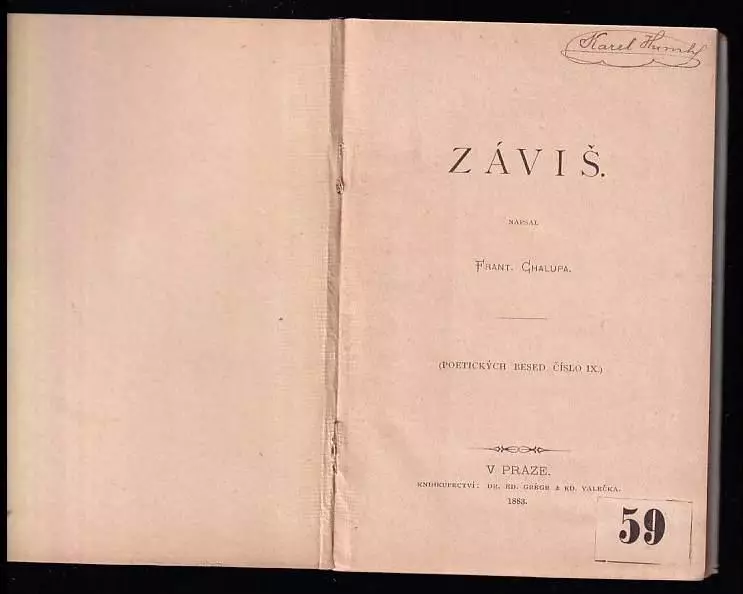 Karel
ZÁVIŠ.
NAPSAL
FRANT. CHALUPA.
(POETICKÝCH BESED ČÍSLO IX.)
V PRAZE.
KNIHKUPECTVÍ: DR. ED. GRÉGR & ED. VALEČKA.
1883.
59